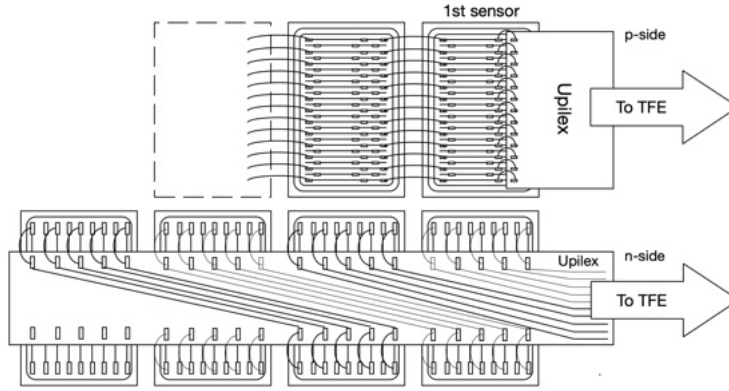 1st sensor
p-side
Upilex
To TFE
Upilex
n-side
To TFE